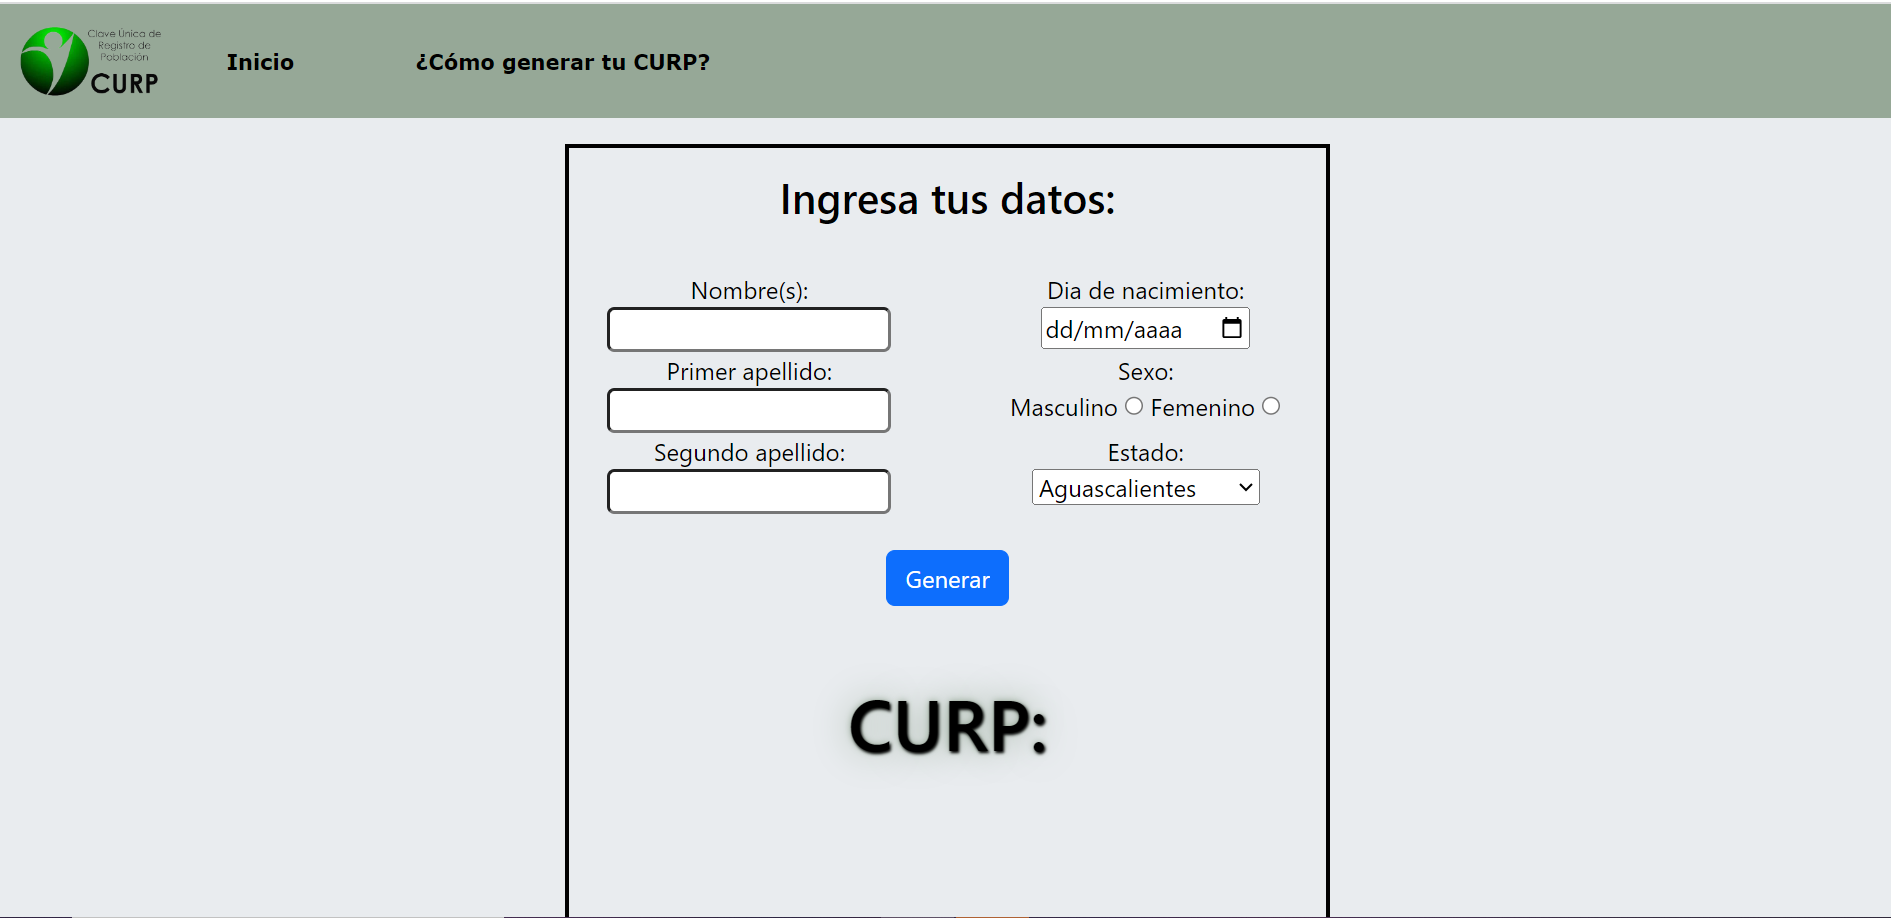 Clave Única de
Registro de
Población
CURP
Inicio
¿Cómo generar tu CURP?
Ingresa tus datos:
Nombre(s):
Dia de nacimiento:
dd/mm/aaaa
Primer apellido:
Sexo:
Masculino Femenino
Segundo apellido:
Estado:
Aguascalientes
Generar
CURP: